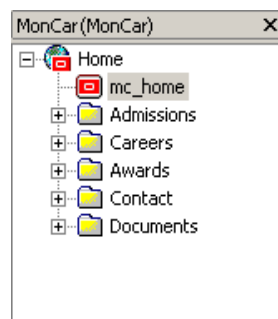 MonCar(MonCar)
Home
mc_home
Admissions
Careers
Awards
Contact
Documents